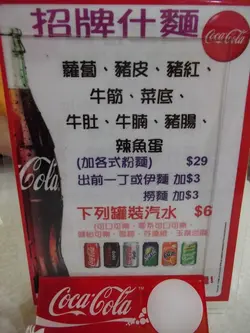 招牌什麵
Coca-Cola
蘿蔔、豬皮、豬紅、
牛筋、菜底、
牛肚、牛腩、豬腸、
辣魚蛋
(加各式粉麵) $29
出前一丁或伊麵 加$3
撈麵 加$3
下列罐裝汽水 $6
Cola
Coca-Cola